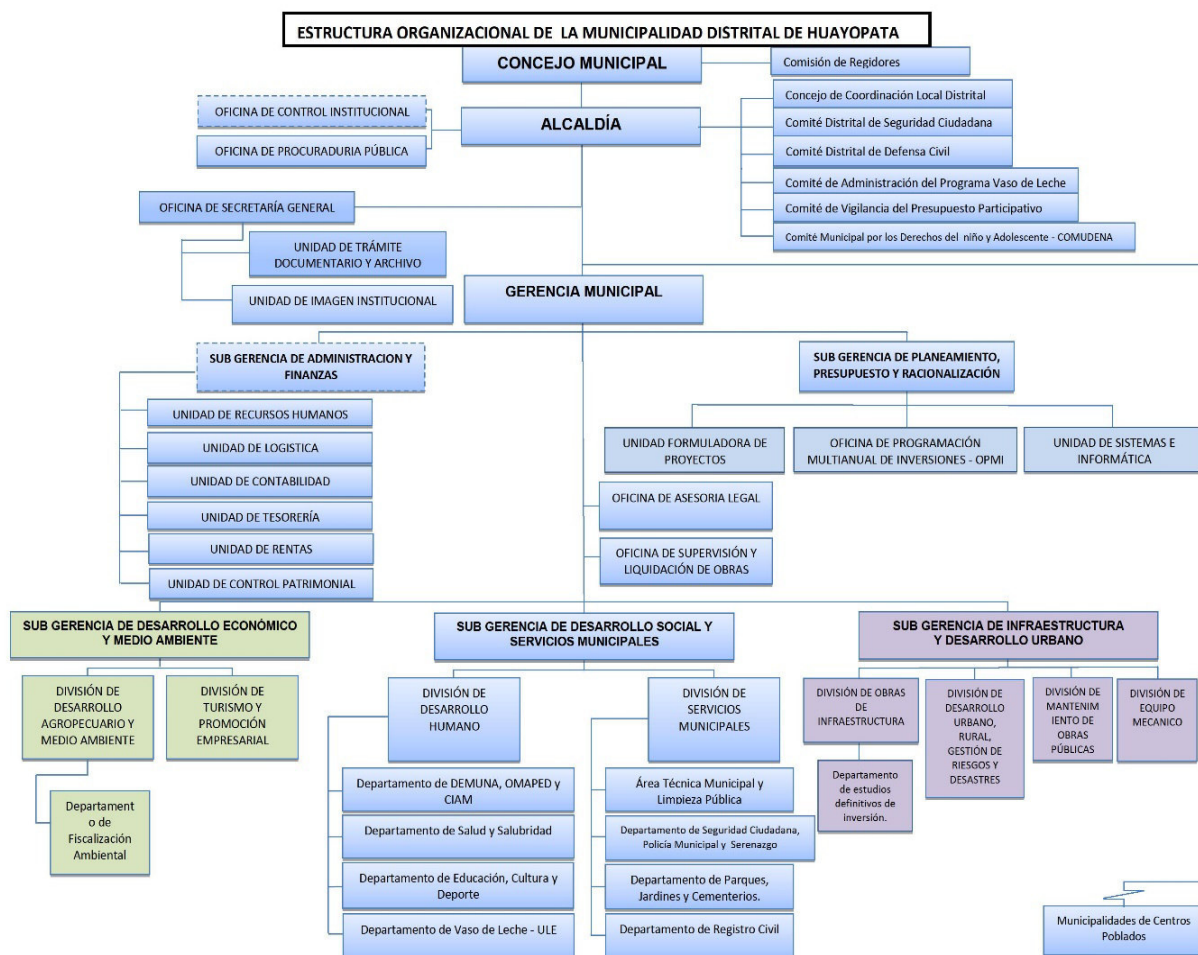 ESTRUCTURA ORGANIZACIONAL DE LA MUNICIPALIDAD DISTRITAL DE HUAYOPATA
CONCEJO MUNICIPAL
Comisión de Regidores
OFICINA DE CONTROL INSTITUCIONAL
OFICINA DE PROCURADURIA PÚBLICA
ALCALDÍA
Concejo de Coordinación Local Distrital
Comité Distrital de Seguridad Ciudadana
Comité Distrital de Defensa Civil
Comité de Administración del Programa Vaso de Leche
Comité de Vigilancia del Presupuesto Participativo
Comité Municipal por los Derechos del niño y Adolescente - COMUDENA
OFICINA DE SECRETARÍA GENERAL
UNIDAD DE TRÁMITE
DOCUMENTARIO Y ARCHIVO
UNIDAD DE IMAGEN INSTITUCIONAL
GERENCIA MUNICIPAL
SUB GERENCIA DE ADMINISTRACION Y
FINANZAS
UNIDAD DE RECURSOS HUMANOS
UNIDAD DE LOGISTICA
UNIDAD DE CONTABILIDAD
UNIDAD DE TESORERÍA
UNIDAD DE RENTAS
UNIDAD DE CONTROL PATRIMONIAL
SUB GERENCIA DE PLANEAMIENTO,
PRESUPUESTO Y RACIONALIZACIÓN
UNIDAD FORMULADORA DE
PROYECTOS
OFICINA DE PROGRAMACIÓN
MULTIANUAL DE INVERSIONES - OPMI
UNIDAD DE SISTEMAS E
INFORMÁTICA
OFICINA DE ASESORIA LEGAL
OFICINA DE SUPERVISIÓN Y
LIQUIDACIÓN DE OBRAS
SUB GERENCIA DE DESARROLLO ECONÓMICO
Y MEDIO AMBIENTE
DIVISIÓN DE
DESARROLLO
AGROPECUARIO Y
MEDIO AMBIENTE
DIVISIÓN DE
TURISMO Y
PROMOCIÓN
EMPRESARIAL
Departament
o de
Fiscalización
Ambiental
SUB GERENCIA DE DESARROLLO SOCIAL Y
SERVICIOS MUNICIPALES
DIVISIÓN DE
DESARROLLO
HUMANO
Departamento de DEMUNA, OMAPED y
CIAM
Departamento de Salud y Salubridad
Departamento de Educación, Cultura y
Deporte
Departamento de Vaso de Leche - ULE
DIVISIÓN DE
SERVICIOS
MUNICIPALES
Área Técnica Municipal y
Limpieza Pública
Departamento de Seguridad Ciudadana,
Policía Municipal y Serenazgo
Departamento de Parques,
Jardines y Cementerios.
Departamento de Registro Civil
SUB GERENCIA DE INFRAESTRUCTURA
Y DESARROLLO URBANO
DIVISIÓN DE OBRAS
DE
INFRAESTRUCTURA
Departamento
de estudios
definitivos de
inversión.
DIVISIÓN DE
DESARROLLO
URBANO,
RURAL,
GESTIÓN DE
RIESGOS Y
DESASTRES
DIVISIÓN DE
MANTENIM
IENTO DE
OBRAS
PÚBLICAS
DIVISIÓN DE
EQUIPO
MECANICO
Municipalidades de Centros
Poblados